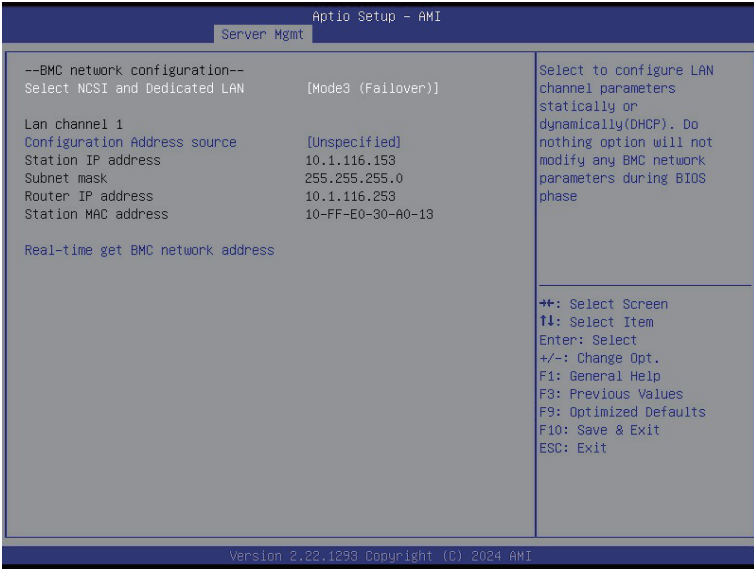 Aptio Setup – AMI
Server Mgmt
--BMC network configuration--
Select NCSI and Dedicated LAN [Mode3 (Failover)]
Lan channel 1
Configuration Address source [Unspecified]
Station IP address 10.1.116.153
Subnet mask 255.255.255.0
Router IP address 10.1.116.253
Station MAC address 10-FF-E0-30-A0-13
Real-time get BMC network address
Select to configure LAN
channel parameters
statically or
dynamically(DHCP). Do
nothing option will not
modify any BMC network
parameters during BIOS
phase
→←: Select Screen
↑↓: Select Item
Enter: Select
+/-: Change Opt.
F1: General Help
F3: Previous Values
F9: Optimized Defaults
F10: Save & Exit
ESC: Exit
Version 2.22.1293 Copyright (C) 2024 AMI